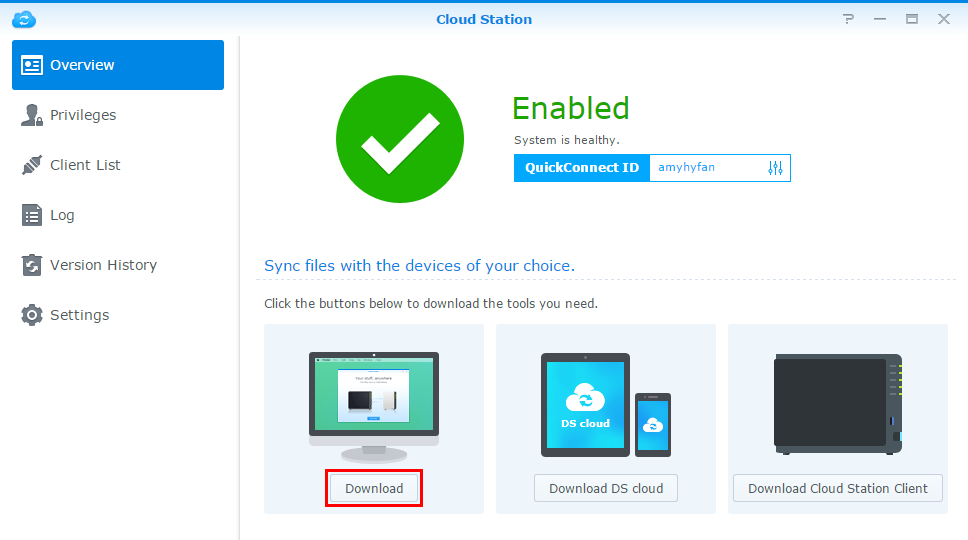 Cloud Station
Overview
Privileges
Client List
Log
Version History
Settings
Enabled
System is healthy.
QuickConnect ID amyhyfan
Sync files with the devices of your choice.
Click the buttons below to download the tools you need.
Your stuff, anywhere
DS cloud
Download
Download DS cloud
Download Cloud Station Client